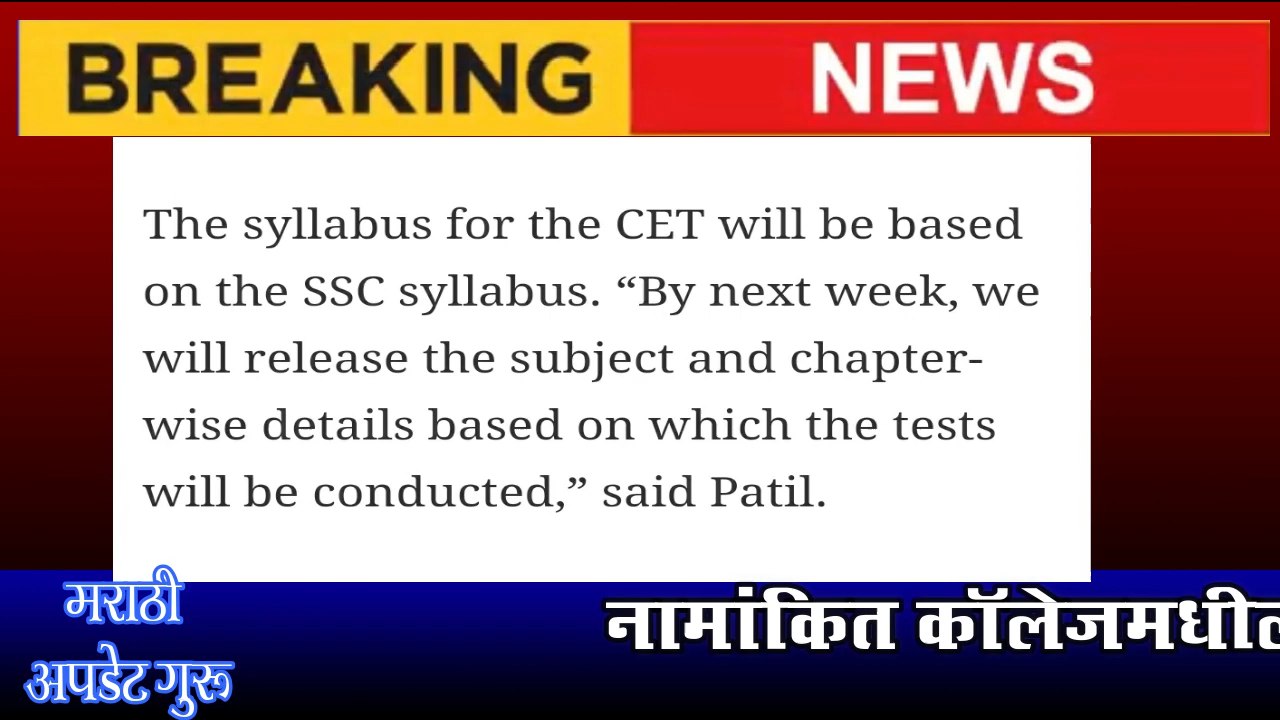 BREAKING NEWS
The syllabus for the CET will be based
on the SSC syllabus. “By next week, we
will release the subject and chapter-
wise details based on which the tests
will be conducted,” said Patil.
मराठी
अपडेट गुरू
नामांकित कॉलेजमधील